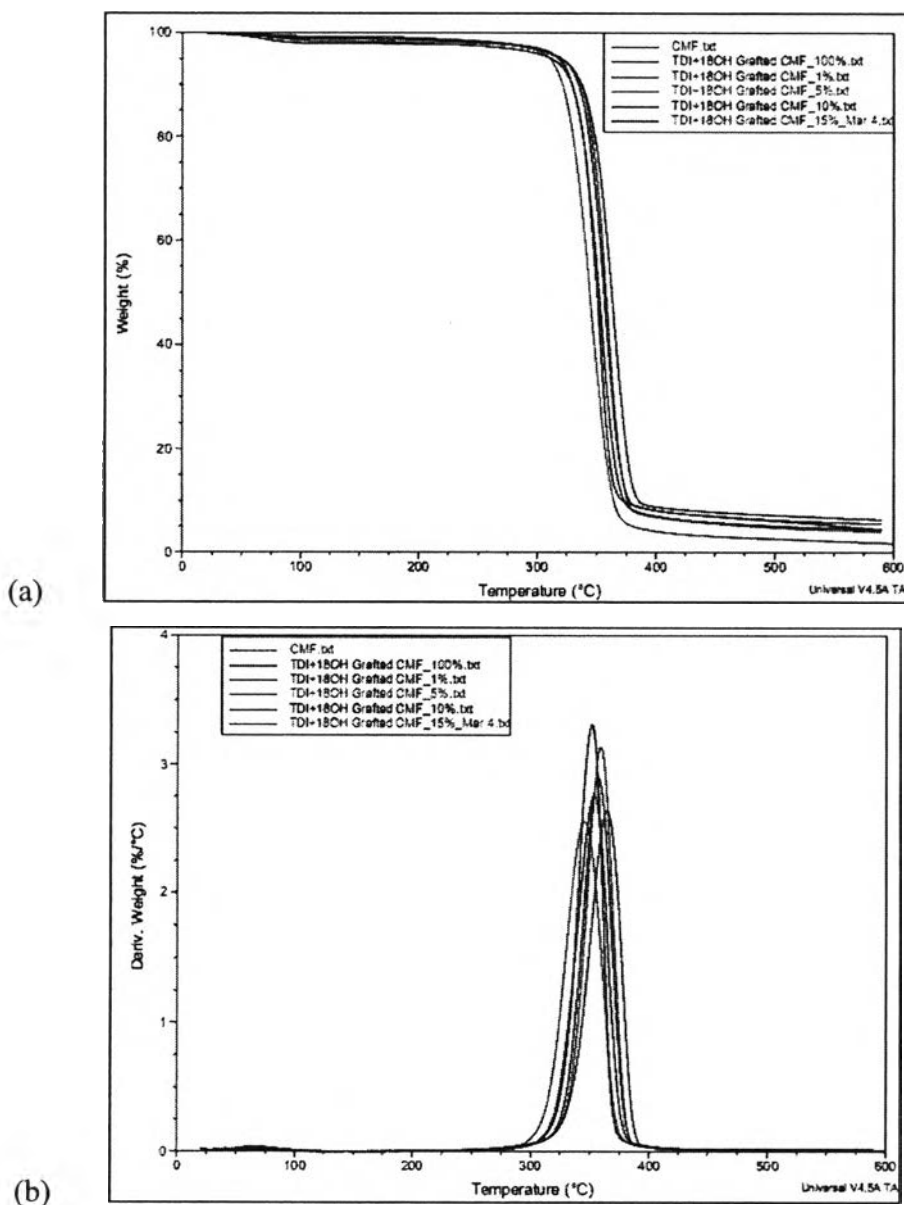 100
80
60
40
20
0
Weight (%)
CMF.txt
TDI+18OH Grafted CMF_100%.txt
TDI+18OH Grafted CMF_1%.txt
TDI+18OH Grafted CMF_5%.txt
TDI+18OH Grafted CMF_10%.txt
TDI+18OH Grafted CMF_15%_Mar 4.txt
0 100 200 300 400 500 600
Temperature (°C)
Universal V4.5A TA
(a)
4
3
2
1
0
Deriv. Weight (%/°C)
CMF.txt
TDI+18OH Grafted CMF_100%.txt
TDI+18OH Grafted CMF_1%.txt
TDI+18OH Grafted CMF_5%.txt
TDI+18OH Grafted CMF_10%.txt
TDI+18OH Grafted CMF_15%_Mar 4.txt
0 100 200 300 400 500 600
Temperature (°C)
Universal V4.5A TA
(b)